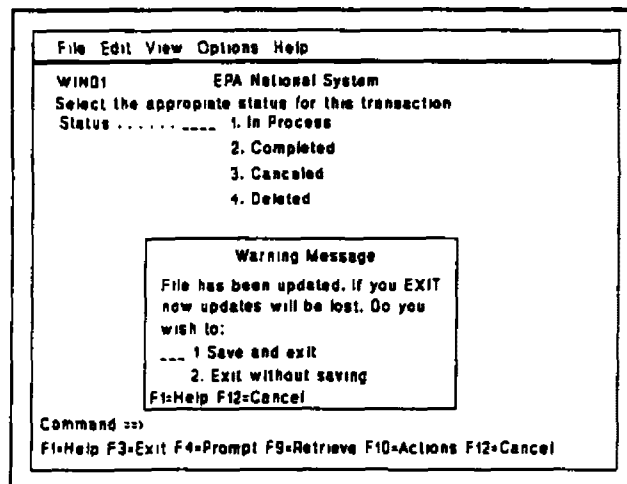 File Edit View Options Help
WIN01 EPA National System
Select the appropiate status for this transaction
Status . . . . . . ____ 1. In Process
2. Completed
3. Canceled
4. Deleted
Warning Message
File has been updated. If you EXIT
now updates will be lost. Do you
wish to:
___ 1 Save and exit
2. Exit without saving
F1=Help F12=Cancel
Command ==>
F1=Help F3=Exit F4=Prompt F9=Retrieve F10=Actions F12=Cancel